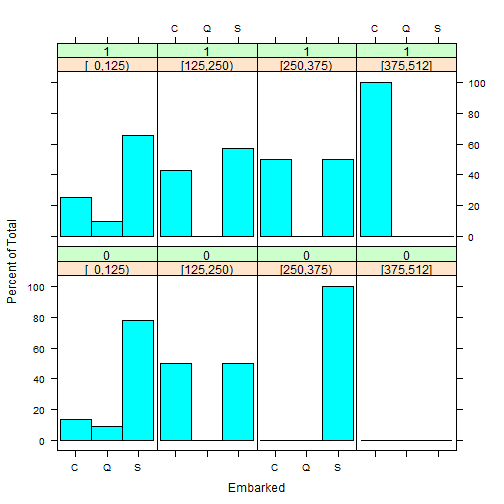 C Q S C Q S
1 1 1 1
[ 0,125) [125,250) [250,375) [375,512]
100
80
60
40
20
0
0 0 0 0
[ 0,125) [125,250) [250,375) [375,512]
100
80
60
40
20
0
C Q S C Q S
Percent of Total
Embarked